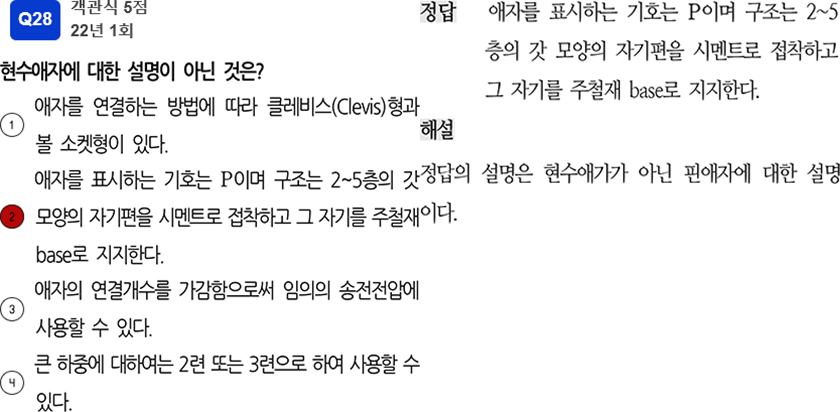 Q28
객관식 5점
22년 1회
현수애자에 대한 설명이 아닌 것은?
1 애자를 연결하는 방법에 따라 클레비스(Clevis)형과
볼 소켓형이 있다.
2 애자를 표시하는 기호는 P이며 구조는 2~5층의 갓
모양의 자기편을 시멘트로 접착하고 그 자기를 주철재
base로 지지한다.
3 애자의 연결개수를 가감함으로써 임의의 송전전압에
사용할 수 있다.
4 큰 하중에 대하여는 2련 또는 3련으로 하여 사용할 수
있다.
정답 애자를 표시하는 기호는 P이며 구조는 2~5
층의 갓 모양의 자기편을 시멘트로 접착하고
그 자기를 주철재 base로 지지한다.
해설
정답의 설명은 현수애가가 아닌 핀애자에 대한 설명
이다.